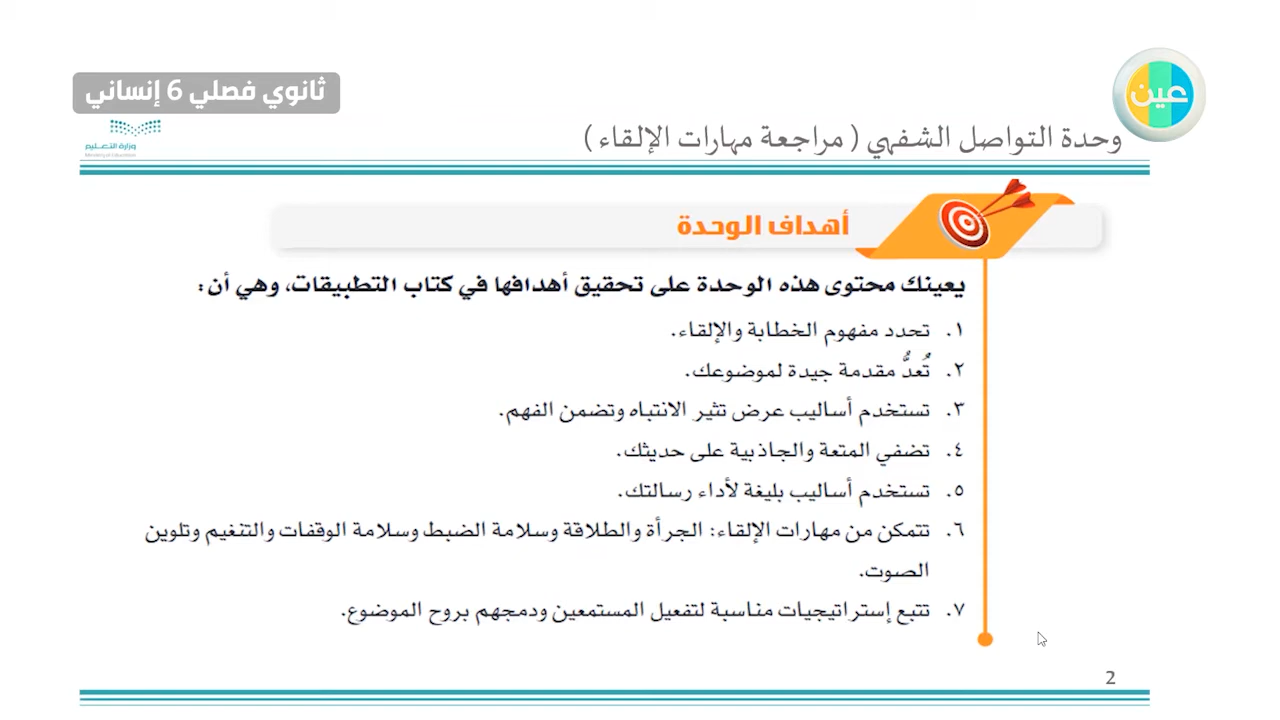 ثانوي فصلي 6 إنساني
عين
وزارة التعليم
Ministry of Education
وحدة التواصل الشفهي ( مراجعة مهارات الإلقاء )
أهداف الوحدة
يعينك محتوى هذه الوحدة على تحقيق أهدافها في كتاب التطبيقات، وهي أن:
١. تحدد مفهوم الخطابة والإلقاء.
٢. تُعدُّ مقدمة جيدة لموضوعك.
٣. تستخدم أساليب عرض تثير الانتباه وتضمن الفهم.
٤. تضفي المتعة والجاذبية على حديثك.
٥. تستخدم أساليب بليغة لأداء رسالتك.
٦. تتمكن من مهارات الإلقاء: الجرأة والطلاقة وسلامة الضبط وسلامة الوقفات والتنغيم وتلوين
الصوت.
٧. تتبع إستراتيجيات مناسبة لتفعيل المستمعين ودمجهم بروح الموضوع.
2